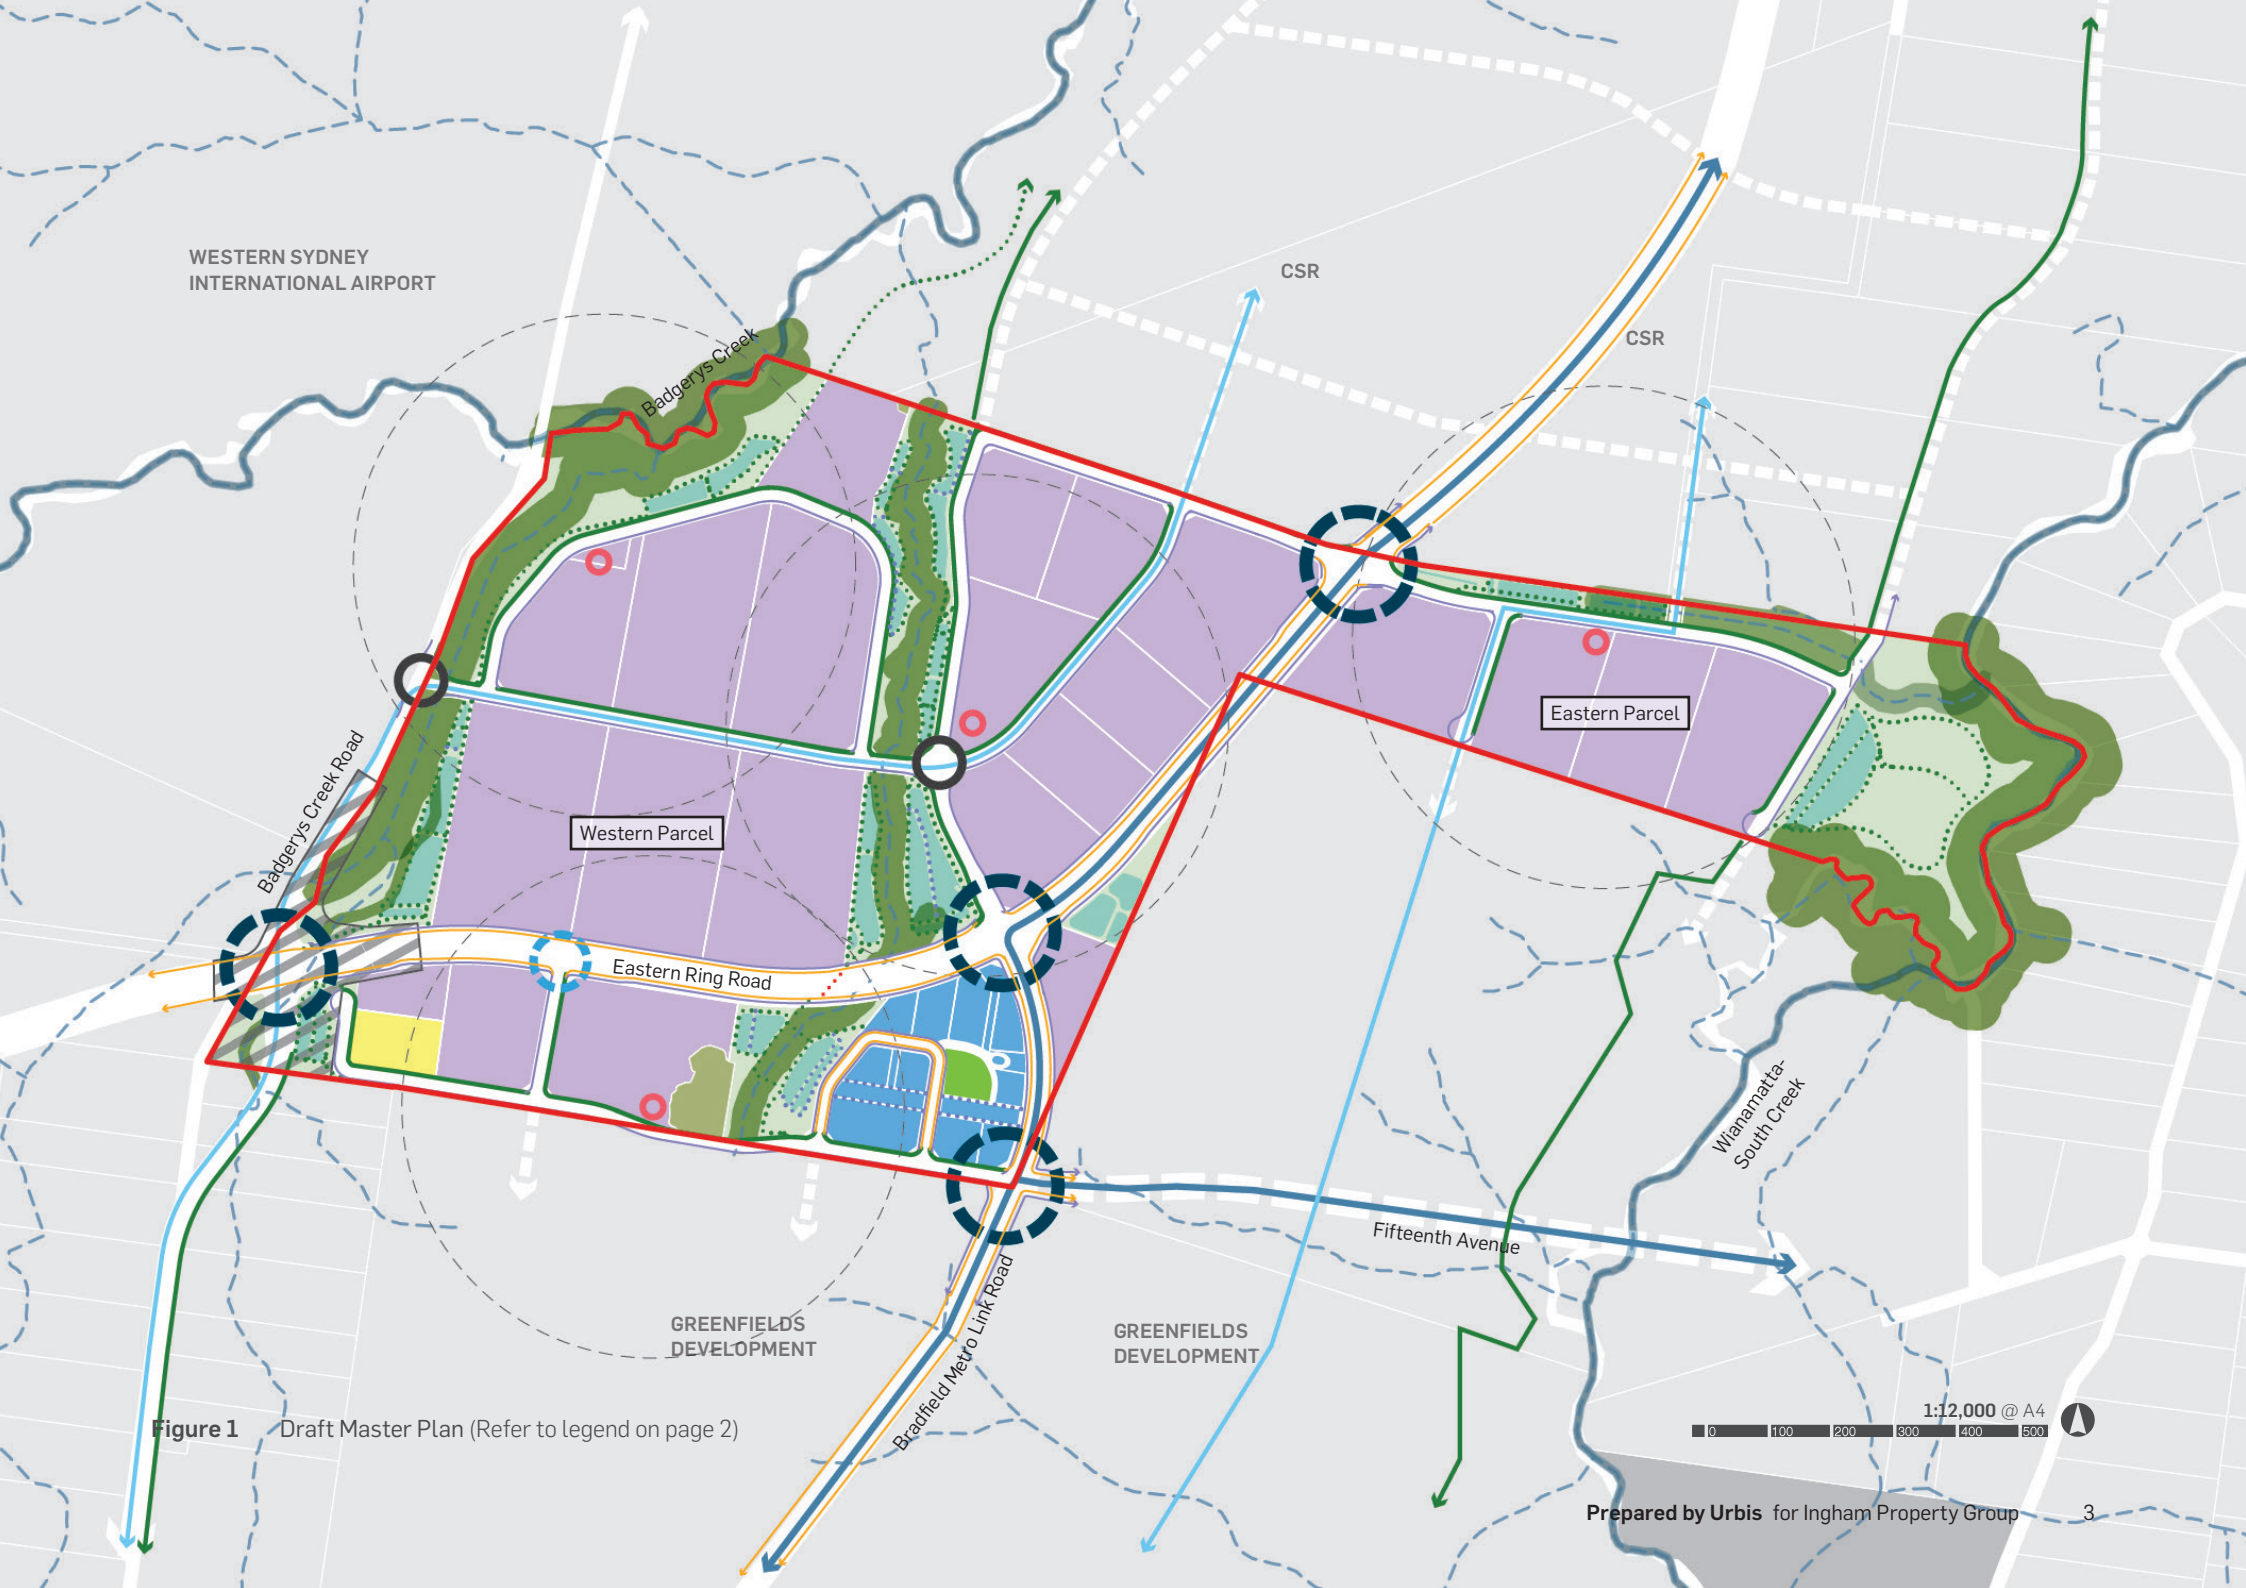 WESTERN SYDNEY
INTERNATIONAL AIRPORT
CSR
CSR
Badgerys Creek
Eastern Parcel
Badgerys Creek Road
Western Parcel
Eastern Ring Road
Wianamatta-
South Creek
Fifteenth Avenue
Bradfield Metro Link Road
GREENFIELDS
DEVELOPMENT
GREENFIELDS
DEVELOPMENT
Figure 1 Draft Master Plan (Refer to legend on page 2)
1:12,000 @ A4
0 100 200 300 400 500
Prepared by Urbis for Ingham Property Group 3